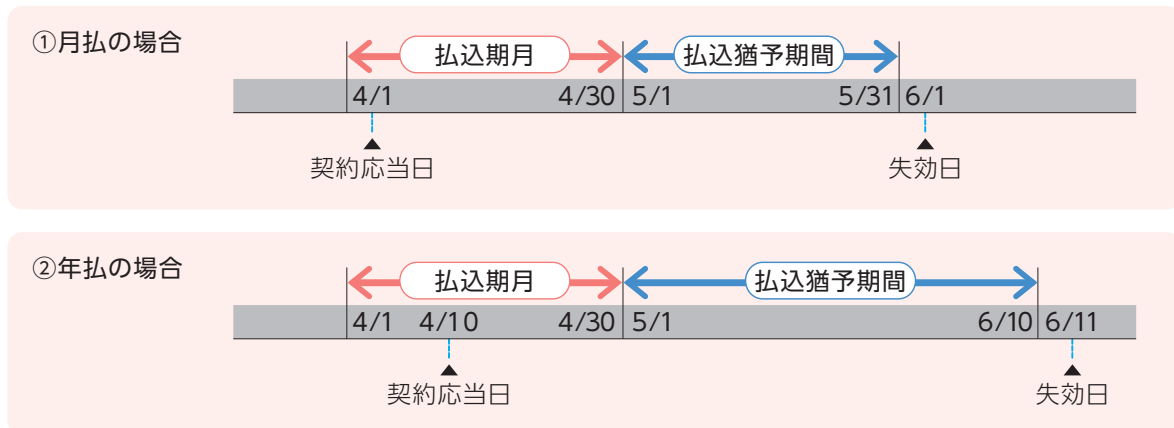 ①月払の場合
払込期月 払込猶予期間
4/1 4/30 5/1 5/31 6/1
契約応当日 失効日
②年払の場合
払込期月 払込猶予期間
4/1 4/10 4/30 5/1 6/10 6/11
契約応当日 失効日